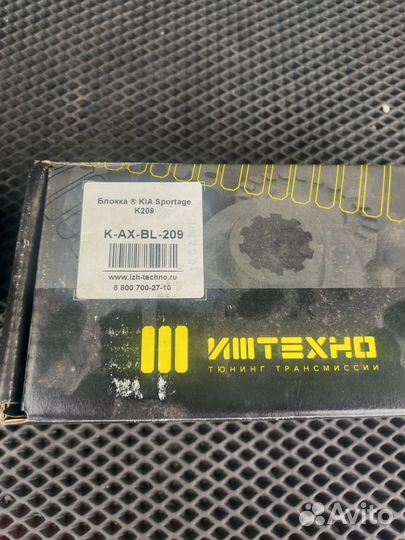 Блокка ® KIA Sportage
K209
K-AX-BL-209
www.izh-techno.ru
8 800 700-27-10
ИЖТЕХНО
ТЮНИНГ ТРАНСМИССИИ
Avito